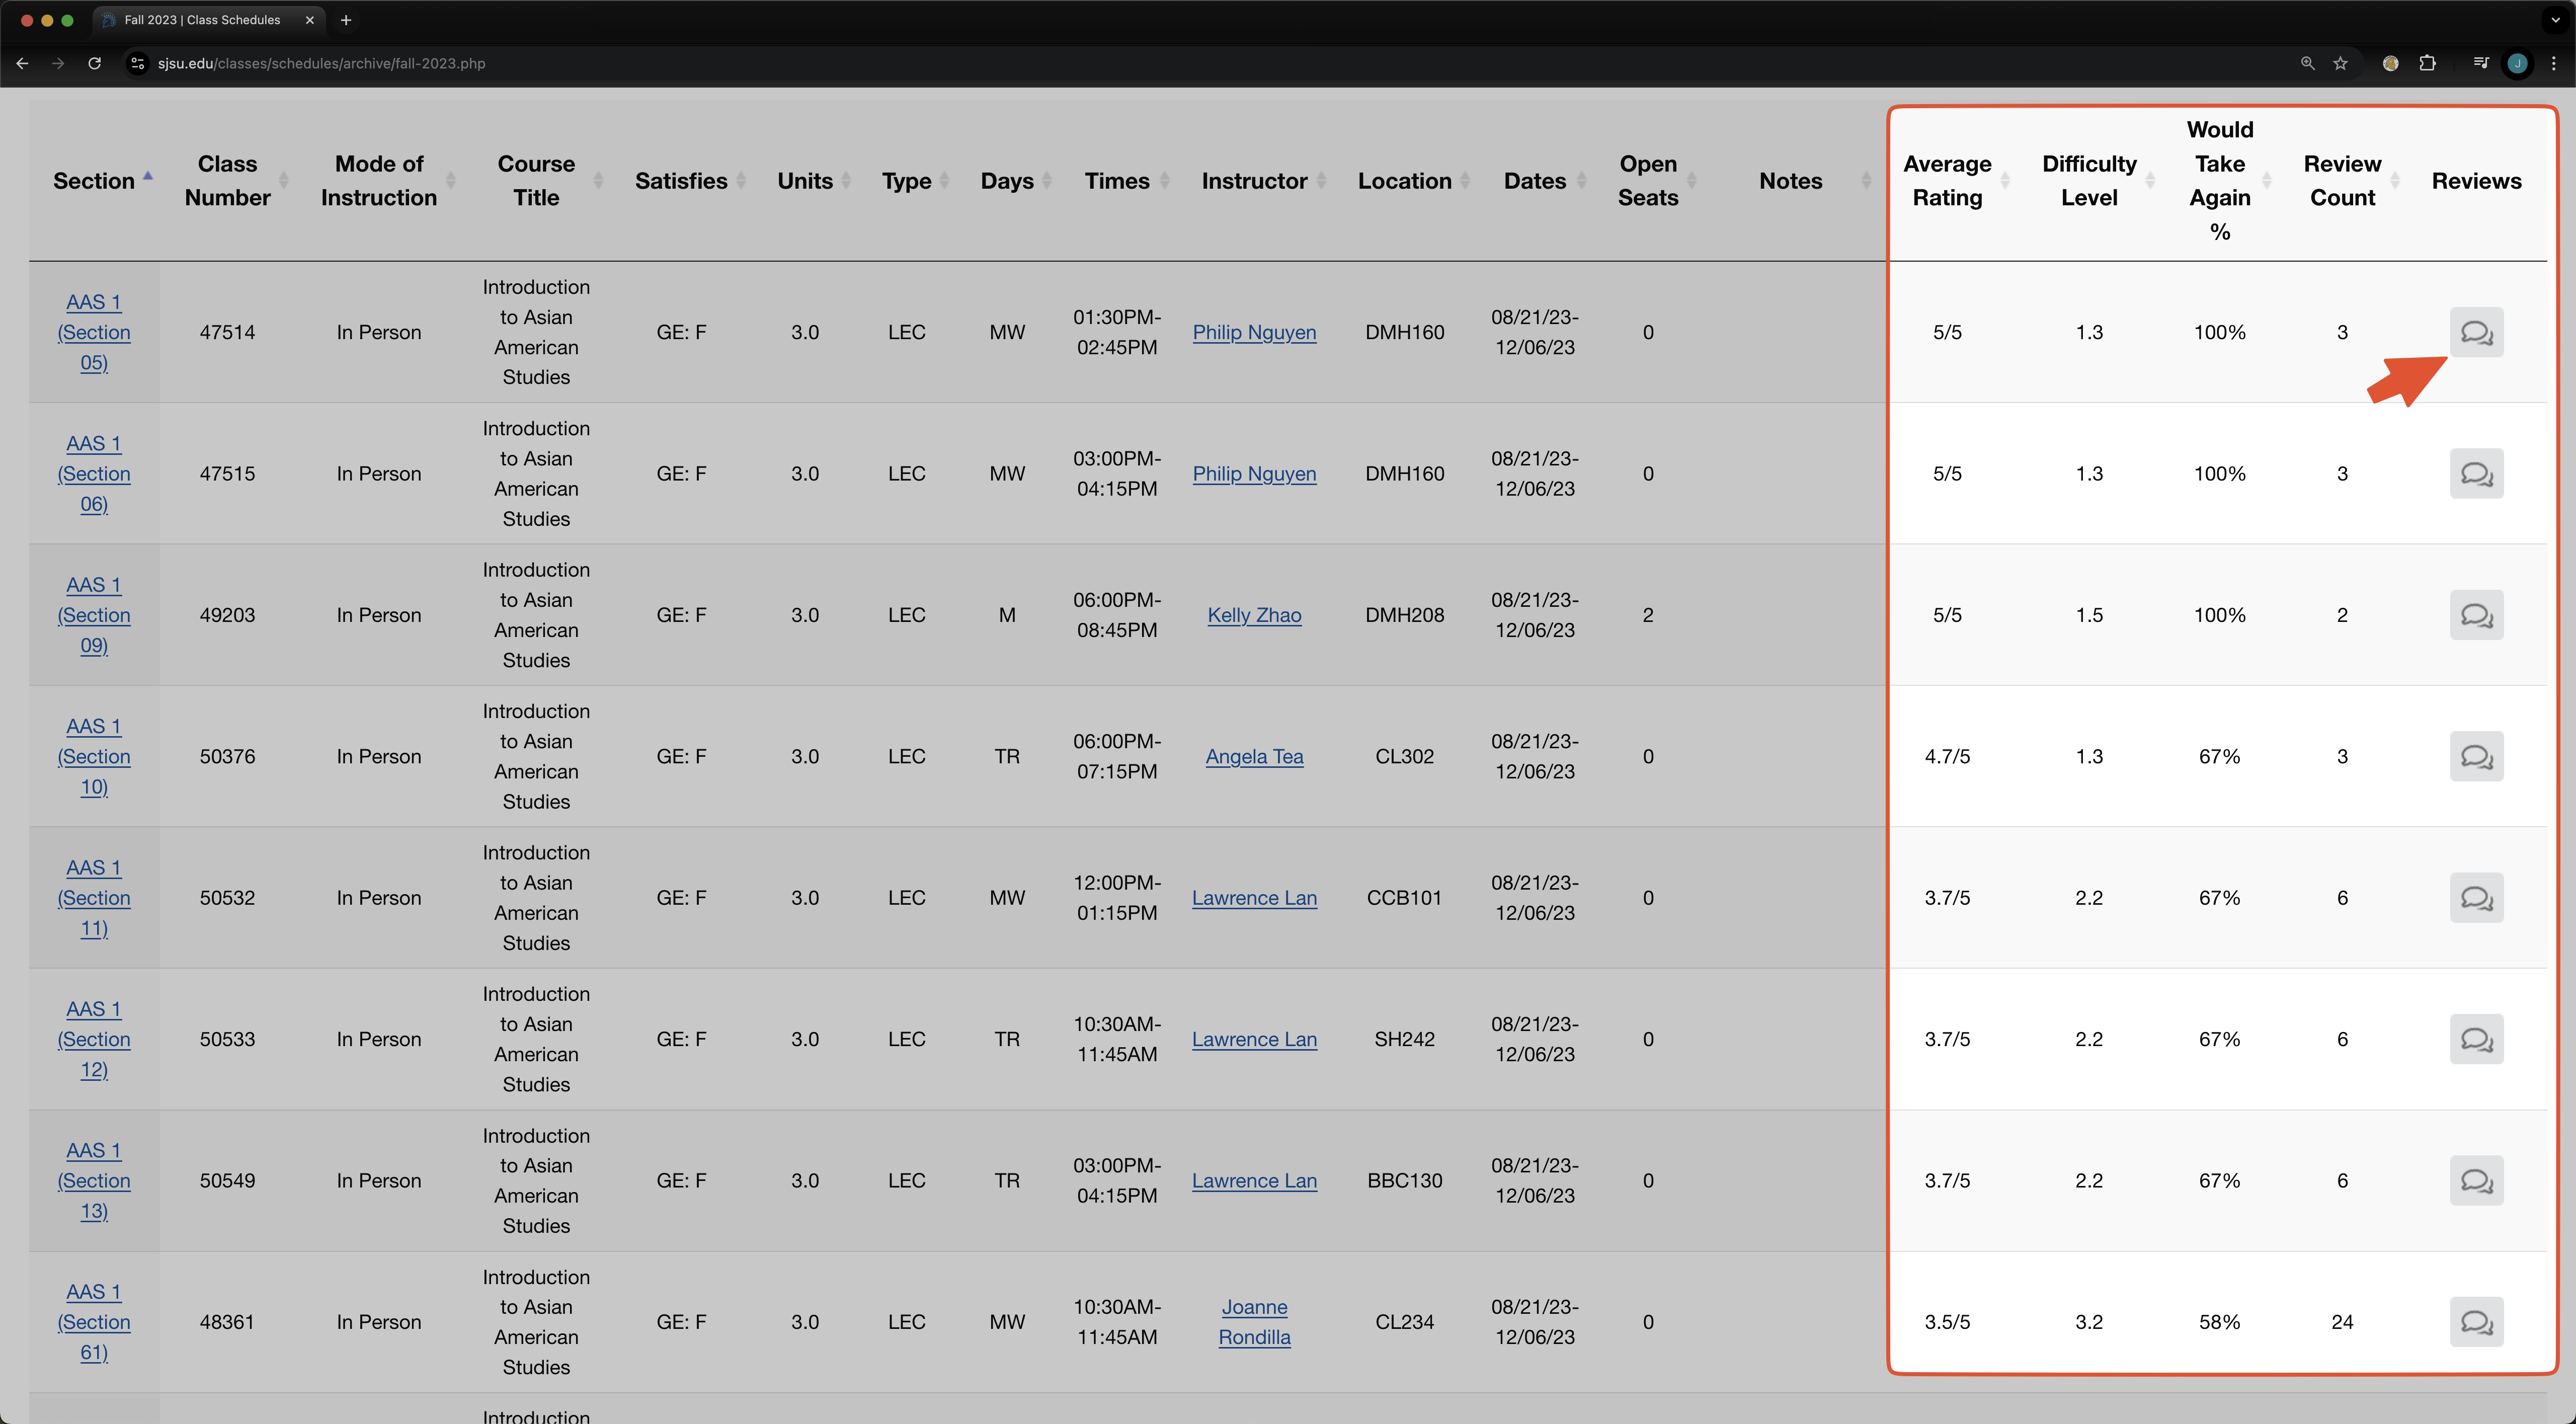 Fall 2023 | Class Schedules
sjsu.edu/classes/schedules/archive/fall-2023.php
J
Section
Class
Number
Mode of
Instruction
Course
Title
Satisfies
Units
Type
Days
Times
Instructor
Location
Dates
Open
Seats
Notes
Average
Rating
Difficulty
Level
Would
Take
Again
%
Review
Count
Reviews
AAS 1
(Section
05)
47514
In Person
Introduction
to Asian
American
Studies
GE: F
3.0
LEC
MW
01:30PM-
02:45PM
Philip Nguyen
DMH160
08/21/23-
12/06/23
0
5/5
1.3
100%
3
AAS 1
(Section
06)
47515
In Person
Introduction
to Asian
American
Studies
GE: F
3.0
LEC
MW
03:00PM-
04:15PM
Philip Nguyen
DMH160
08/21/23-
12/06/23
0
5/5
1.3
100%
3
AAS 1
(Section
09)
49203
In Person
Introduction
to Asian
American
Studies
GE: F
3.0
LEC
M
06:00PM-
08:45PM
Kelly Zhao
DMH208
08/21/23-
12/06/23
2
5/5
1.5
100%
2
AAS 1
(Section
10)
50376
In Person
Introduction
to Asian
American
Studies
GE: F
3.0
LEC
TR
06:00PM-
07:15PM
Angela Tea
CL302
08/21/23-
12/06/23
0
4.7/5
1.3
67%
3
AAS 1
(Section
11)
50532
In Person
Introduction
to Asian
American
Studies
GE: F
3.0
LEC
MW
12:00PM-
01:15PM
Lawrence Lan
CCB101
08/21/23-
12/06/23
0
3.7/5
2.2
67%
6
AAS 1
(Section
12)
50533
In Person
Introduction
to Asian
American
Studies
GE: F
3.0
LEC
TR
10:30AM-
11:45AM
Lawrence Lan
SH242
08/21/23-
12/06/23
0
3.7/5
2.2
67%
6
AAS 1
(Section
13)
50549
In Person
Introduction
to Asian
American
Studies
GE: F
3.0
LEC
TR
03:00PM-
04:15PM
Lawrence Lan
BBC130
08/21/23-
12/06/23
0
3.7/5
2.2
67%
6
AAS 1
(Section
61)
48361
In Person
Introduction
to Asian
American
Studies
GE: F
3.0
LEC
MW
10:30AM-
11:45AM
Joanne
Rondilla
CL234
08/21/23-
12/06/23
0
3.5/5
3.2
58%
24
Introduction